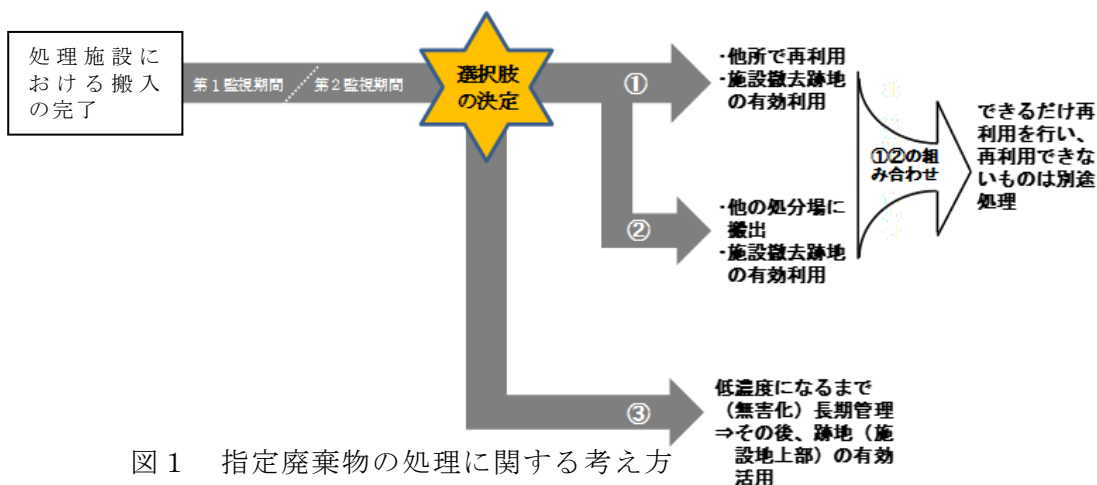 処理施設に
おける搬入
の完了
第1監視期間
第2監視期間
選択肢
の決定
①
・他所で再利用
・施設撤去跡地
の有効利用
②
・他の処分場に
搬出
・施設撤去跡地
の有効利用
①②の組
み合わせ
できるだけ再
利用を行い、
再利用できな
いものは別途
処理
③
低濃度になるまで
（無害化）長期管理
⇒その後、跡地（施
設地上部）の有効
活用
図1 指定廃棄物の処理に関する考え方